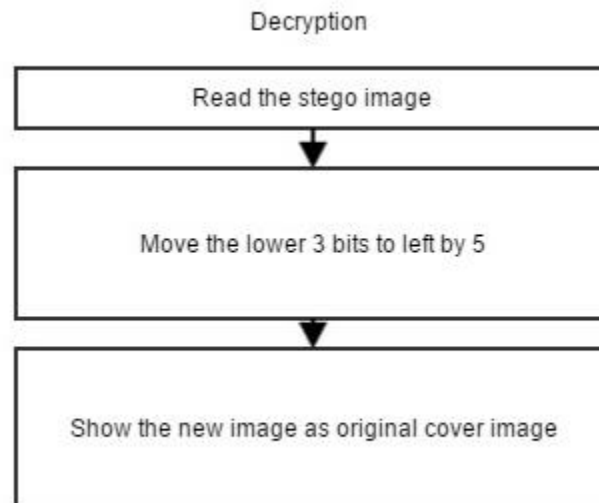 Decryption
Read the stego image
Move the lower 3 bits to left by 5
Show the new image as original cover image